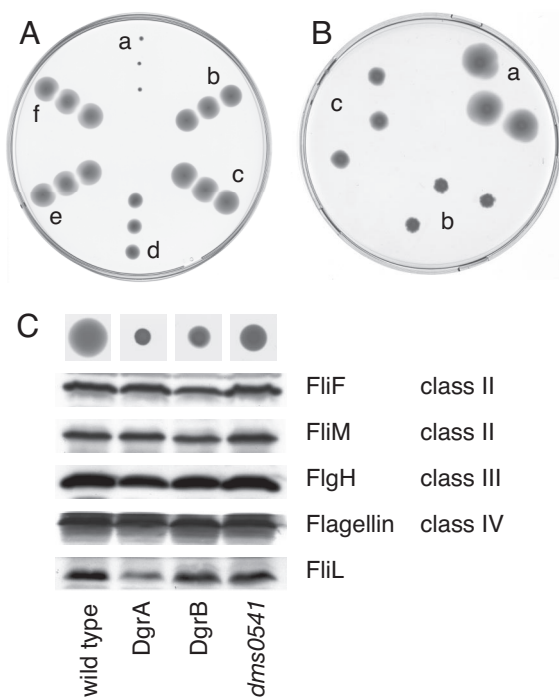 A
a
b
c
d
e
f
B
a
b
c
C
FliF class II
FliM class II
FlgH class III
Flagellin class IV
FliL
wild type
DgrA
DgrB
dms0541